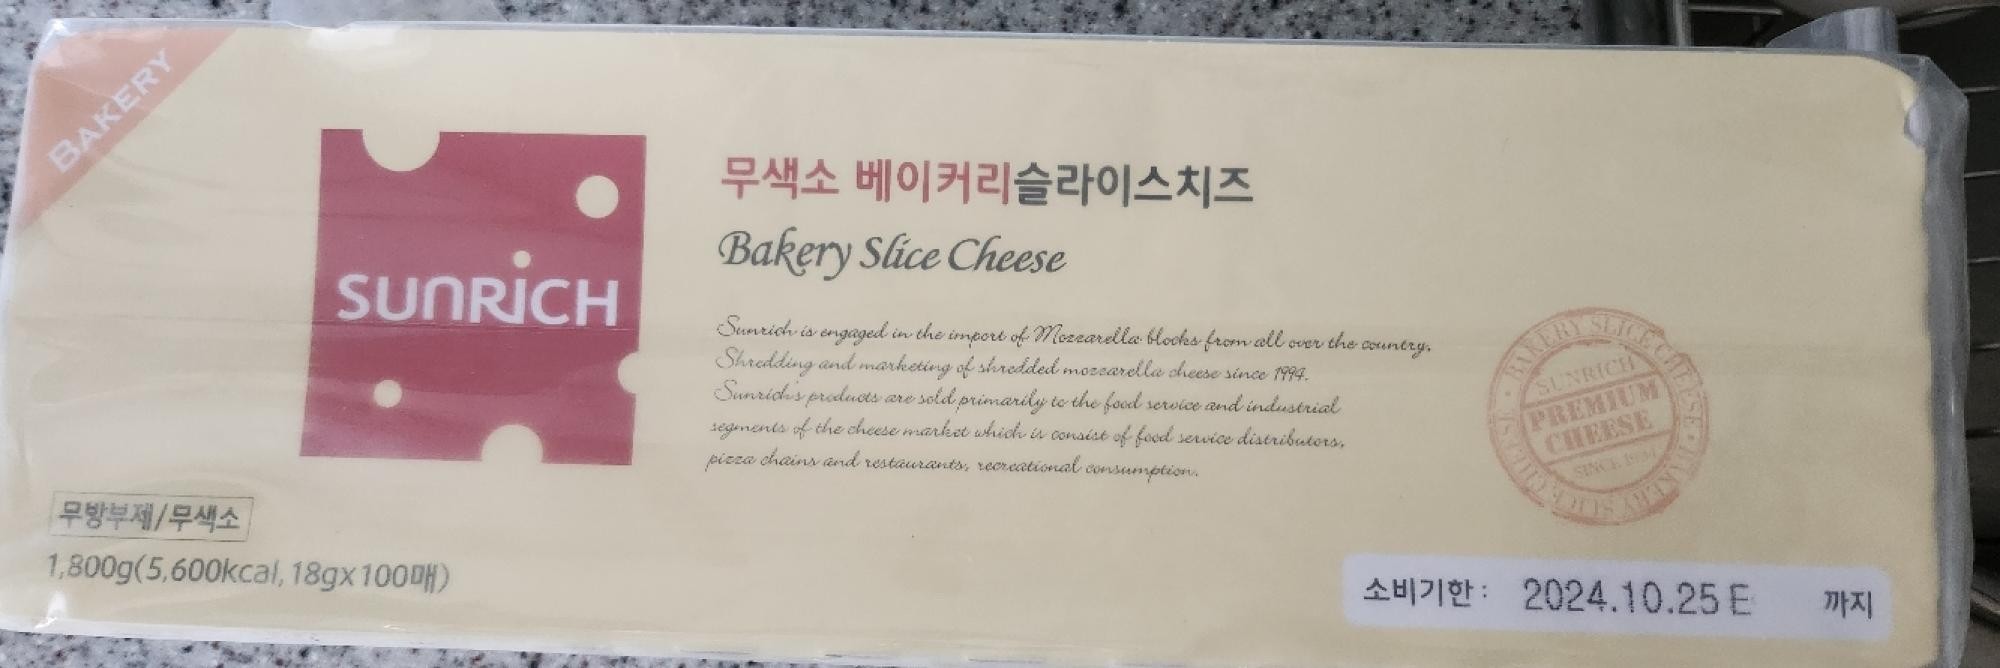 BAKERY
SUNRiCH
무색소 베이커리슬라이스치즈
Bakery Slice Cheese
Sunrich is engaged in the import of Mozzarella blocks from all over the country.
Shredding and marketing of shredded mozzarella cheese since 1994.
Sunrich's products are sold primarily to the food service and industrial
segments of the cheese market which is consist of food service distributors,
pizza chains and restaurants, recreational consumption.
BAKERY SLICE CHEESE • BAKERY SLICE CHEESE •
SUNRICH
PREMIUM
CHEESE
SINCE 1994
무방부제/무색소
1,800g(5,600kcal, 18gx100매)
소비기한 : 2024.10.25 E 까지